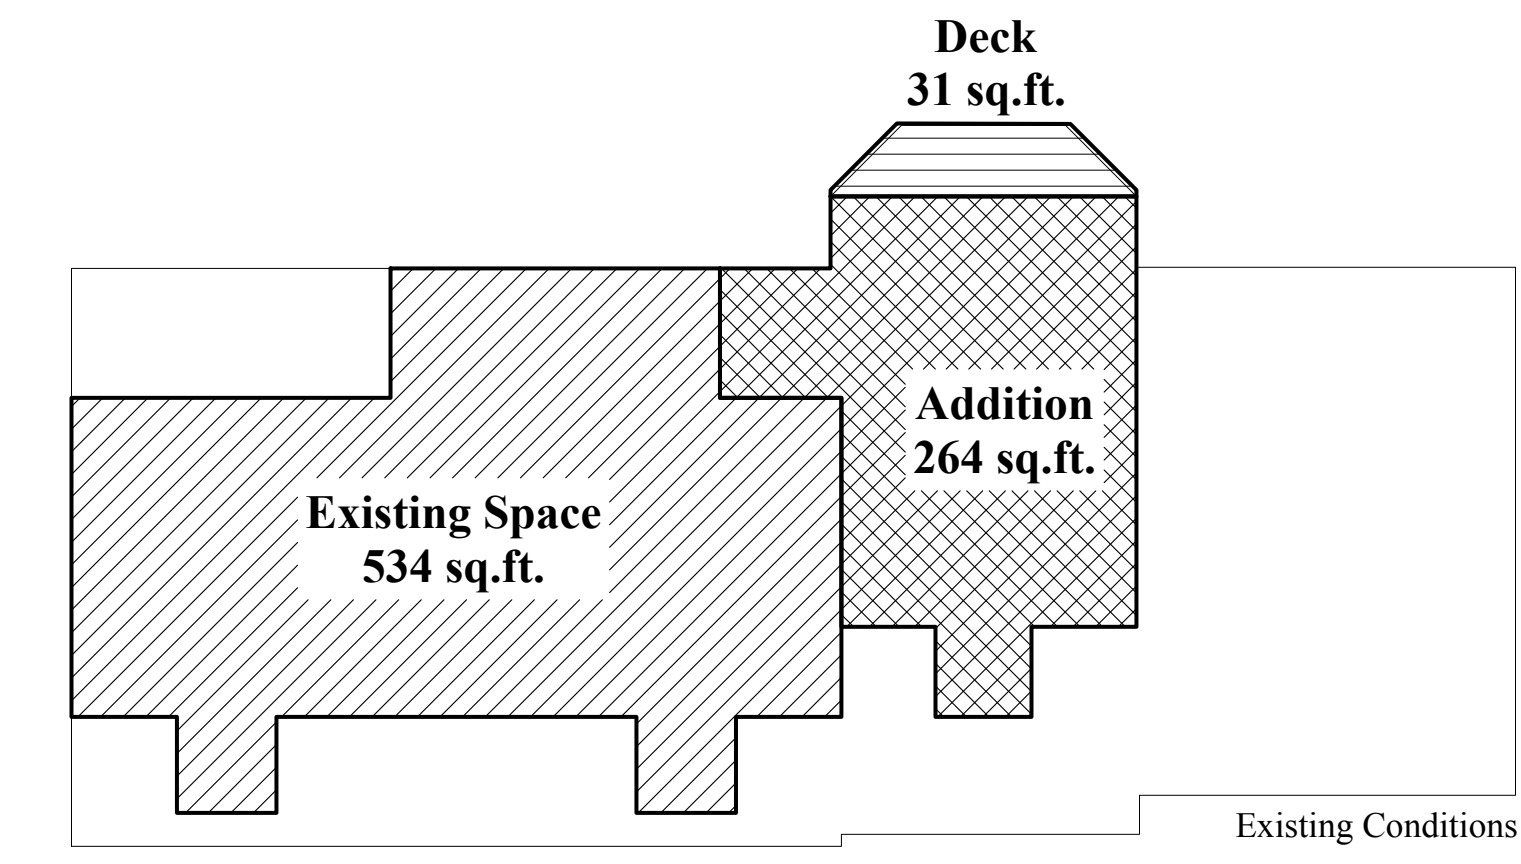 Deck
31 sq.ft.
Addition
264 sq.ft.
Existing Space
534 sq.ft.
Existing Conditions